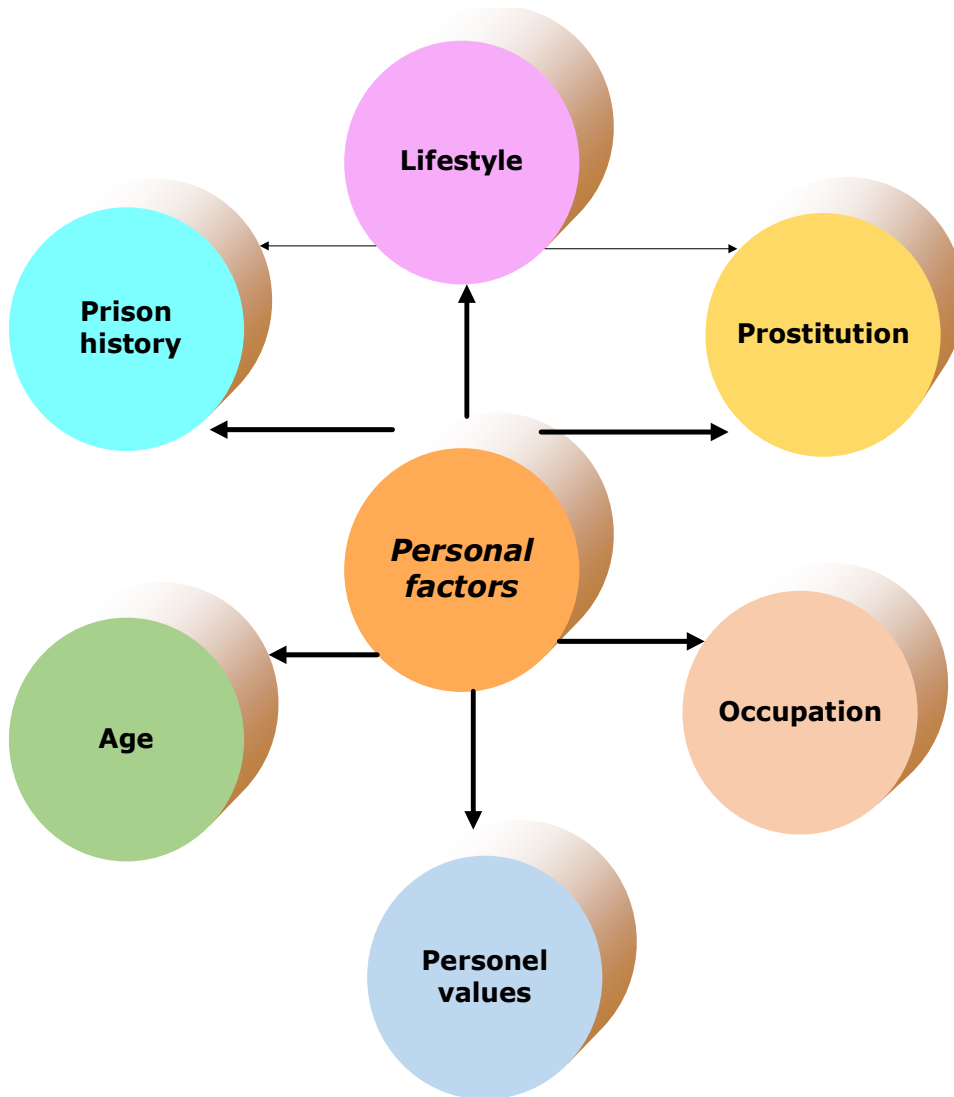 Lifestyle
Prison
history
Prostitution
Personal
factors
Age
Occupation
Personel
values